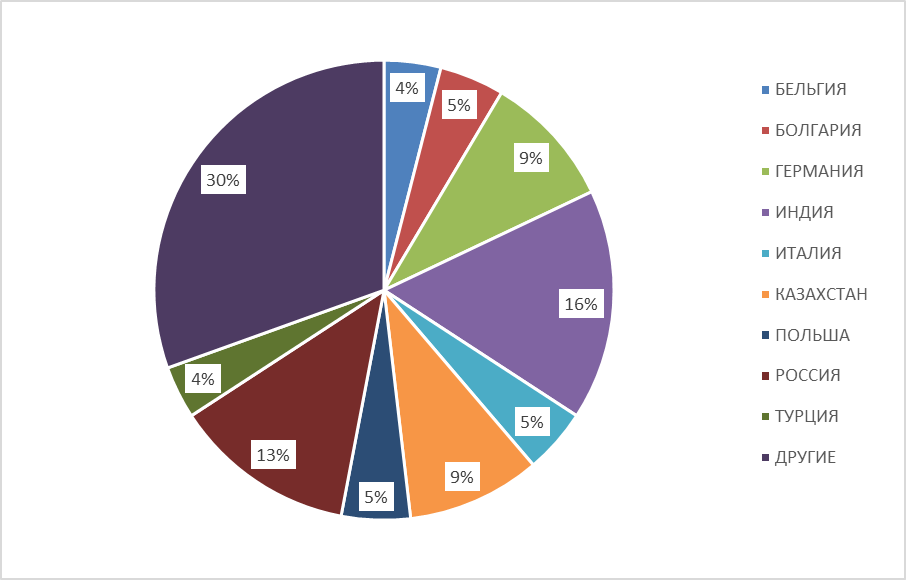 4%
5%
9%
16%
5%
9%
5%
13%
4%
30%
БЕЛЬГИЯ
БОЛГАРИЯ
ГЕРМАНИЯ
ИНДИЯ
ИТАЛИЯ
КАЗАХСТАН
ПОЛЬША
РОССИЯ
ТУРЦИЯ
ДРУГИЕ